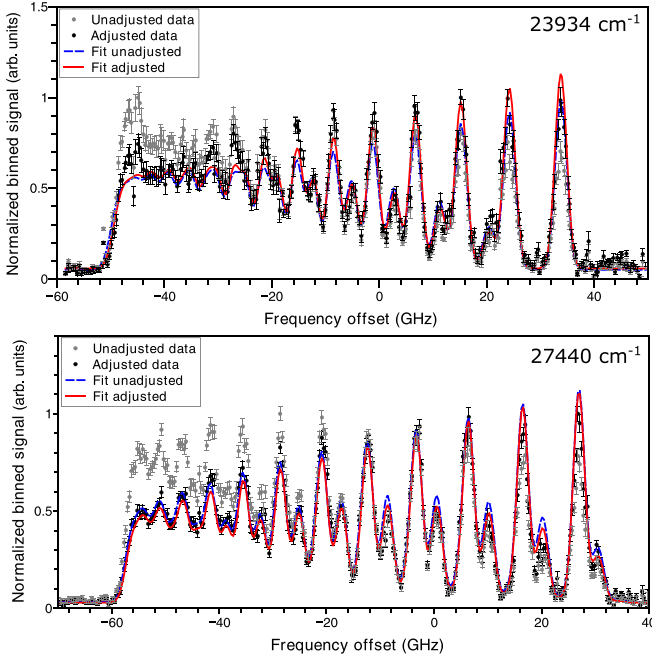 1.5
23934 cm-1
Unadjusted data
Adjusted data
Fit unadjusted
Fit adjusted
Normalized binned signal (arb. units)
1
0.5
0
−60 −40 −20 0 20 40
Frequency offset (GHz)
27440 cm-1
Unadjusted data
Adjusted data
Fit unadjusted
Fit adjusted
Normalized binned signal (arb. units)
1
0.5
0
−60 −40 −20 0 20 40
Frequency offset (GHz)